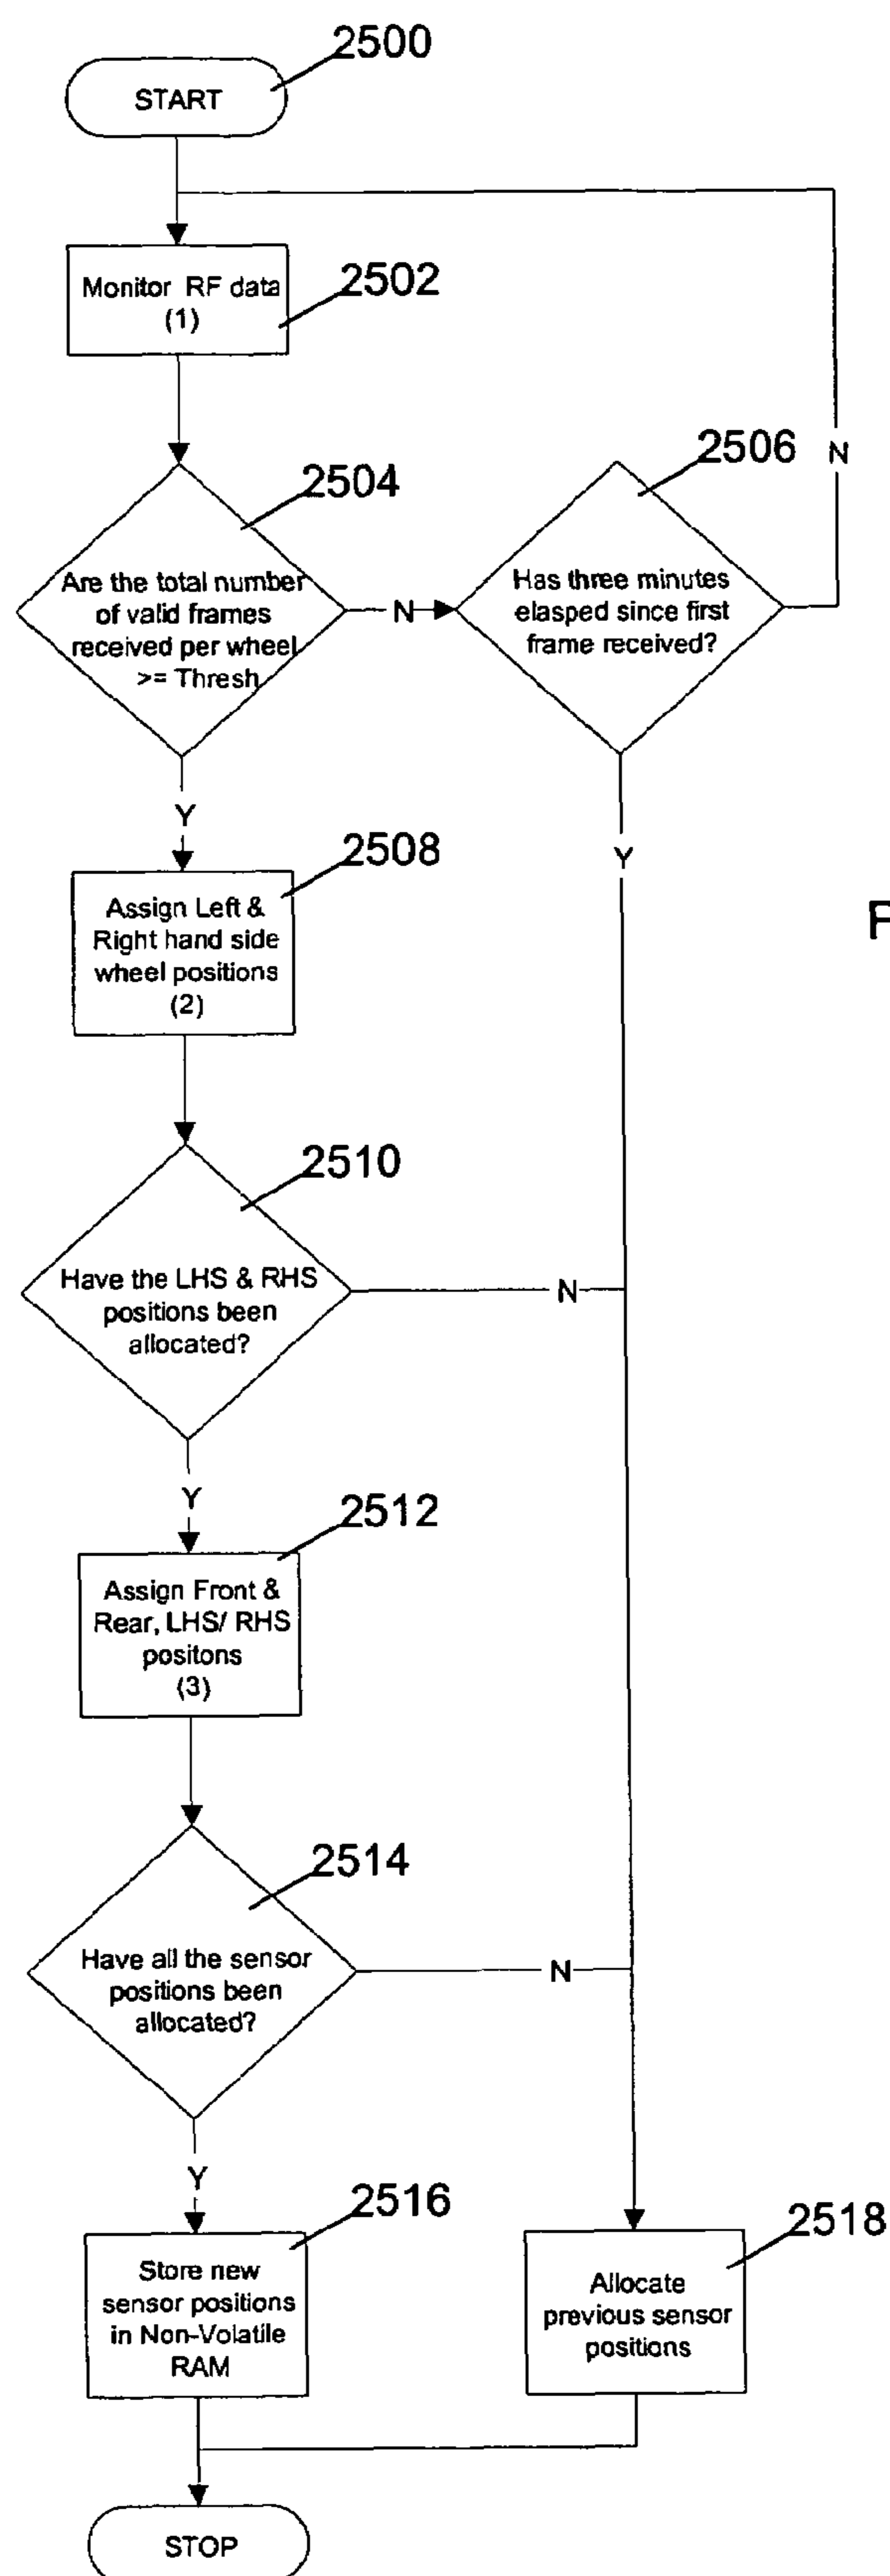 2500
START
Monitor RF data
(1)
2502
2504
2506
N
Are the total number
of valid frames
received per wheel
>= Thresh
N
Has three minutes
elasped since first
frame received?
Y
Y
2508
Assign Left &
Right hand side
wheel positions
(2)
2510
Have the LHS & RHS
positions been
allocated?
N
Y
2512
Assign Front &
Rear, LHS/ RHS
positons
(3)
2514
Have all the sensor
positions been
allocated?
N
Y
2516
Store new
sensor positions
in Non-Volatile
RAM
2518
Allocate
previous sensor
positions
STOP